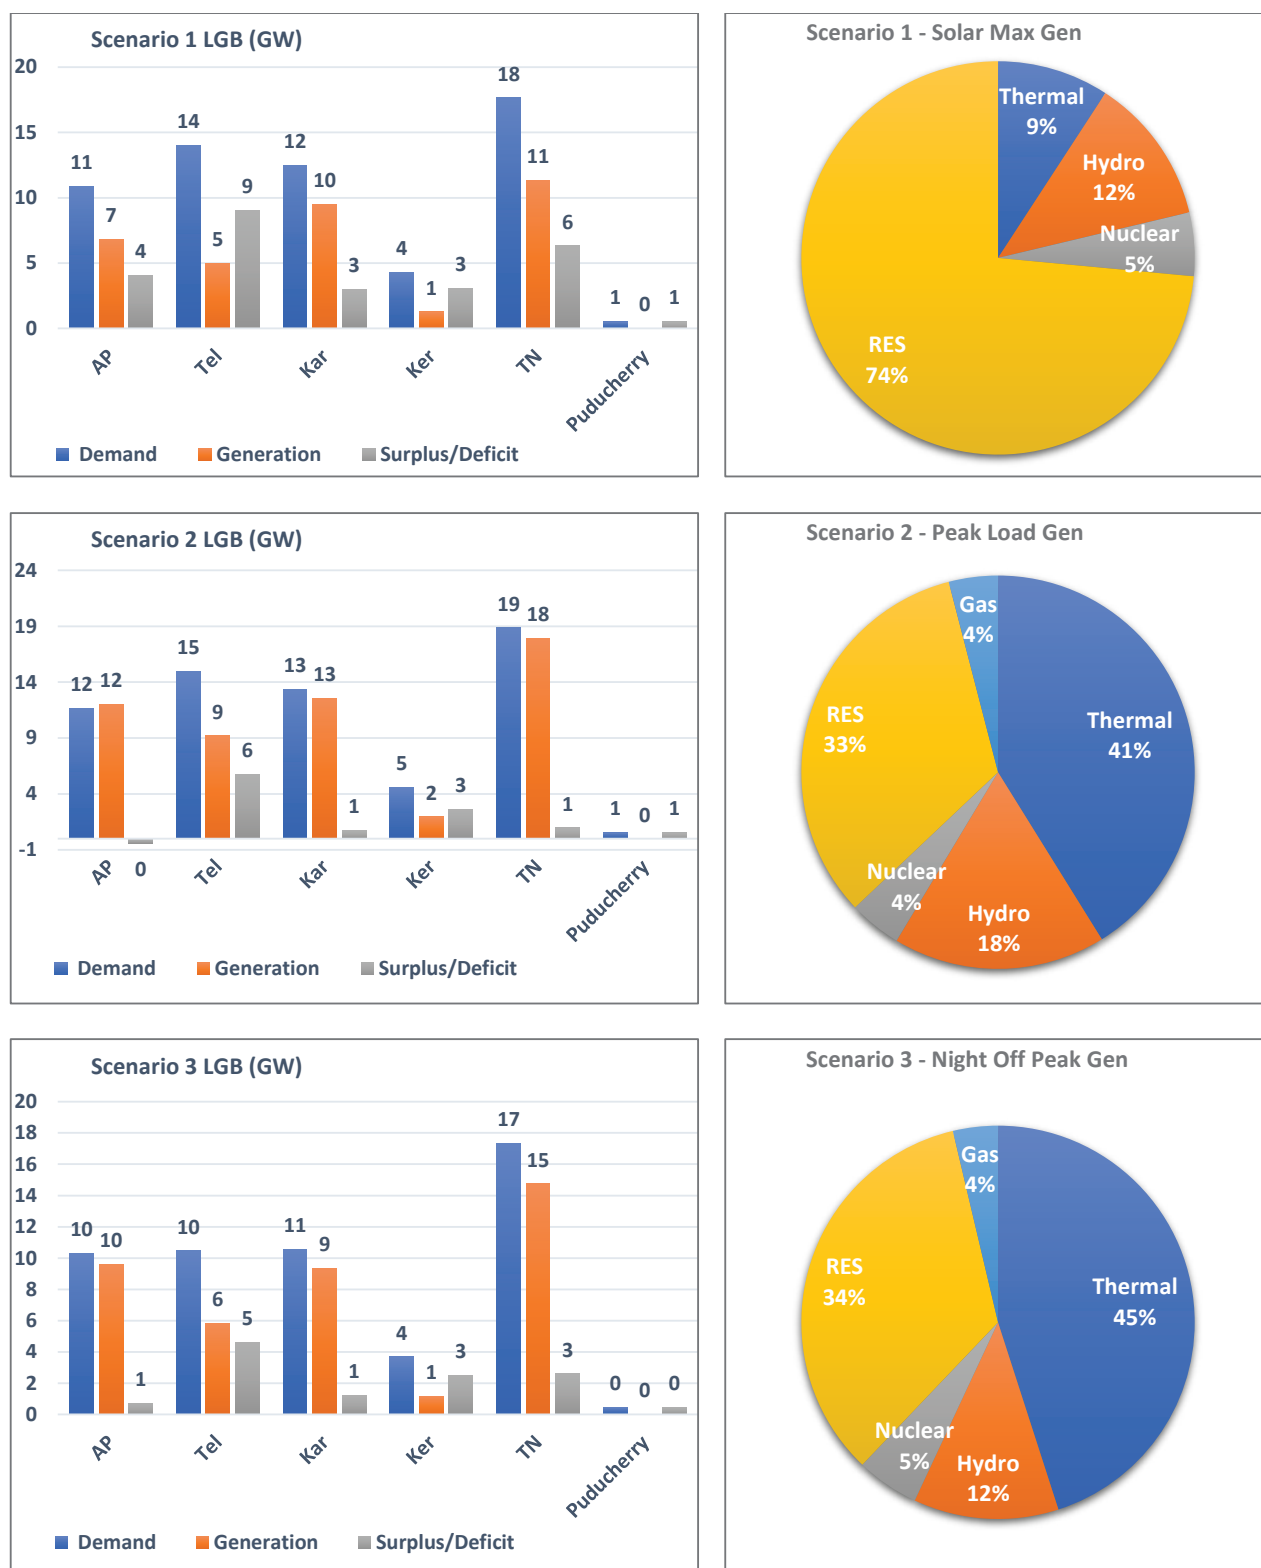 Scenario 1 LGB (GW)
20
15
10
5
0
11
7
4
14
5
9
12
10
3
4
1
3
18
11
6
1
0
1
AP
Tel
Kar
Ker
TN
Puducherry
Demand
Generation
Surplus/Deficit
Scenario 1 - Solar Max Gen
Thermal
9%
Hydro
12%
Nuclear
5%
RES
74%
Scenario 2 LGB (GW)
24
19
14
9
4
-1
12
12
0
15
9
6
13
13
1
5
2
3
19
18
1
1
0
1
AP
Tel
Kar
Ker
TN
Puducherry
Demand
Generation
Surplus/Deficit
Scenario 2 - Peak Load Gen
Gas
4%
Thermal
41%
RES
33%
Nuclear
4%
Hydro
18%
Scenario 3 LGB (GW)
20
18
16
14
12
10
8
6
4
2
0
10
10
1
10
6
5
11
9
1
4
1
3
17
15
3
0
0
0
AP
Tel
Kar
Ker
TN
Puducherry
Demand
Generation
Surplus/Deficit
Scenario 3 - Night Off Peak Gen
Gas
4%
Thermal
45%
RES
34%
Nuclear
5%
Hydro
12%